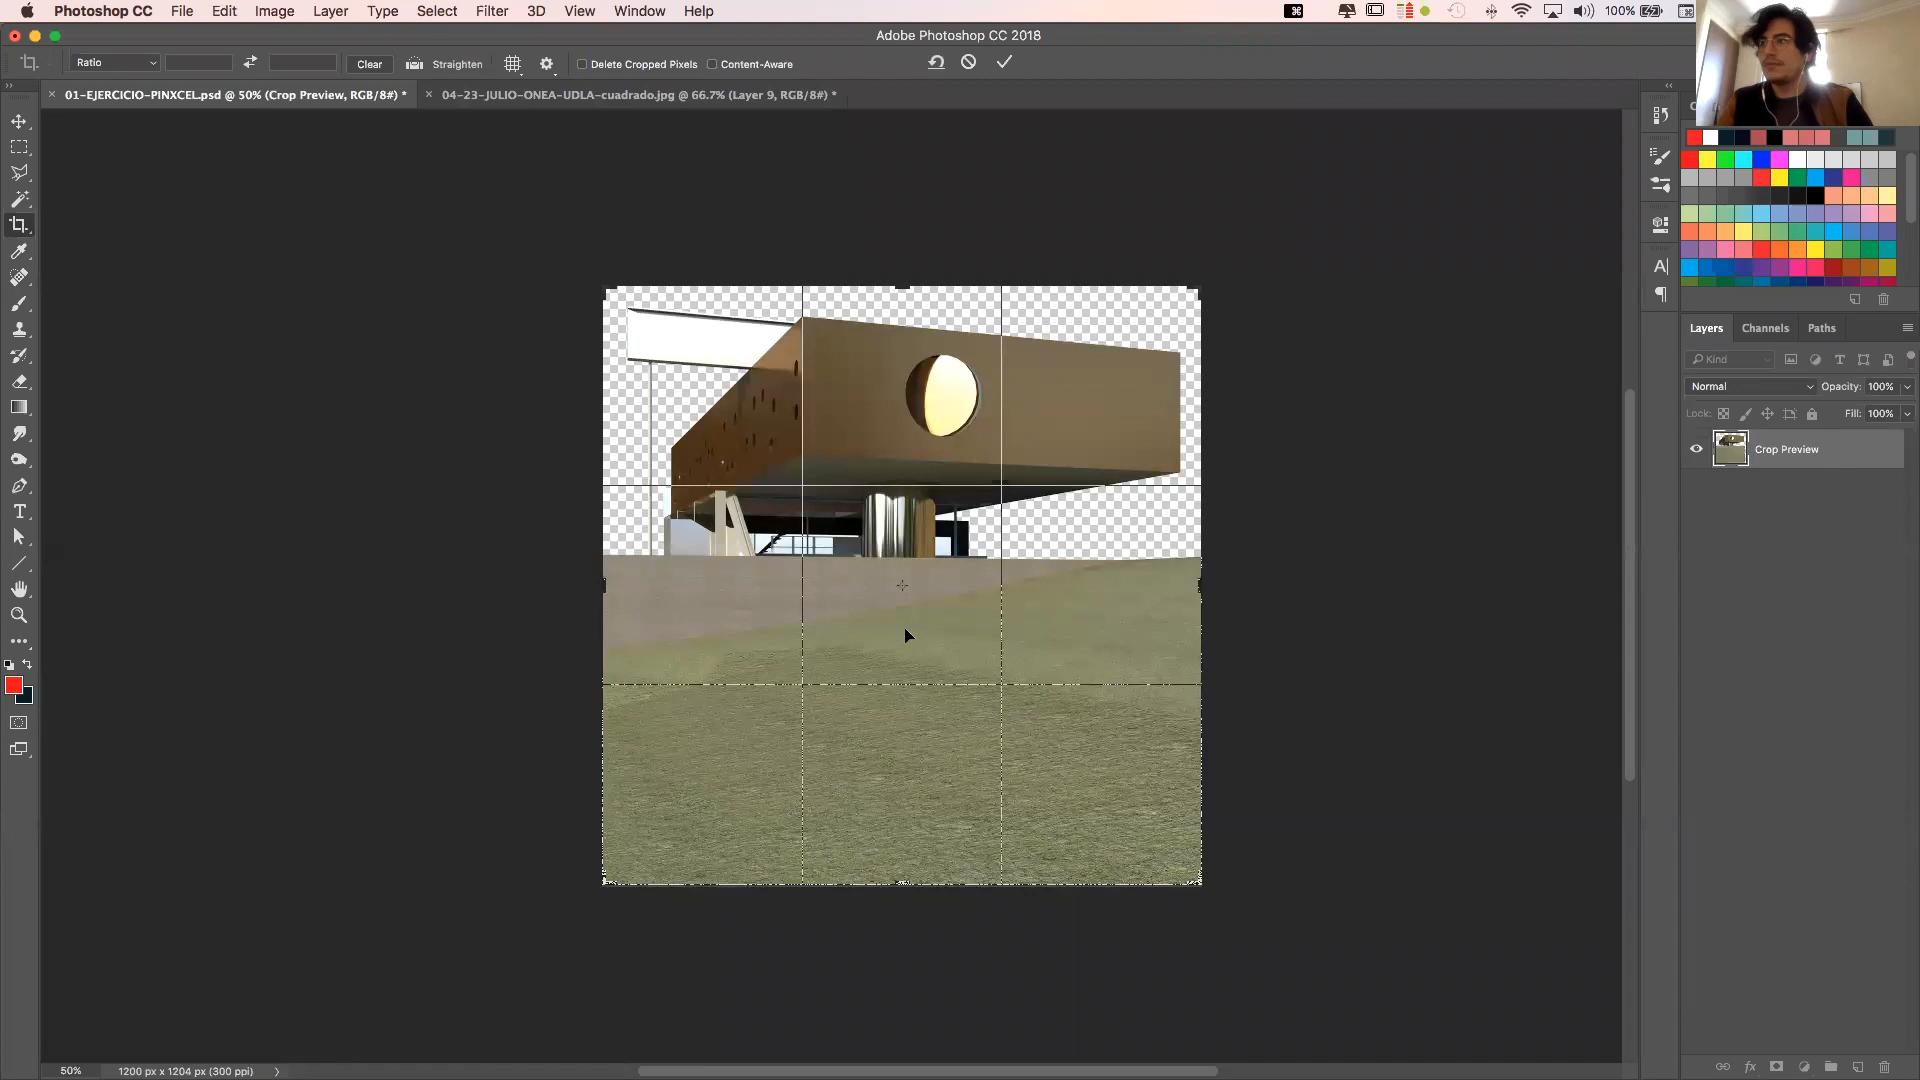 Photoshop CC File Edit Image Layer Type Select Filter 3D View Window Help 100%
Adobe Photoshop CC 2018
Ratio Clear Straighten Delete Cropped Pixels Content-Aware
01-EJERCICIO-PINXCEL.psd @ 50% (Crop Preview, RGB/8#) * 04-23-JULIO-ONEA-UDLA-cuadrado.jpg @ 66.7% (Layer 9, RGB/8#) *
Layers Channels Paths
Kind
Normal Opacity: 100%
Lock: Fill: 100%
Crop Preview
50% 1200 px x 1204 px (300 ppi)